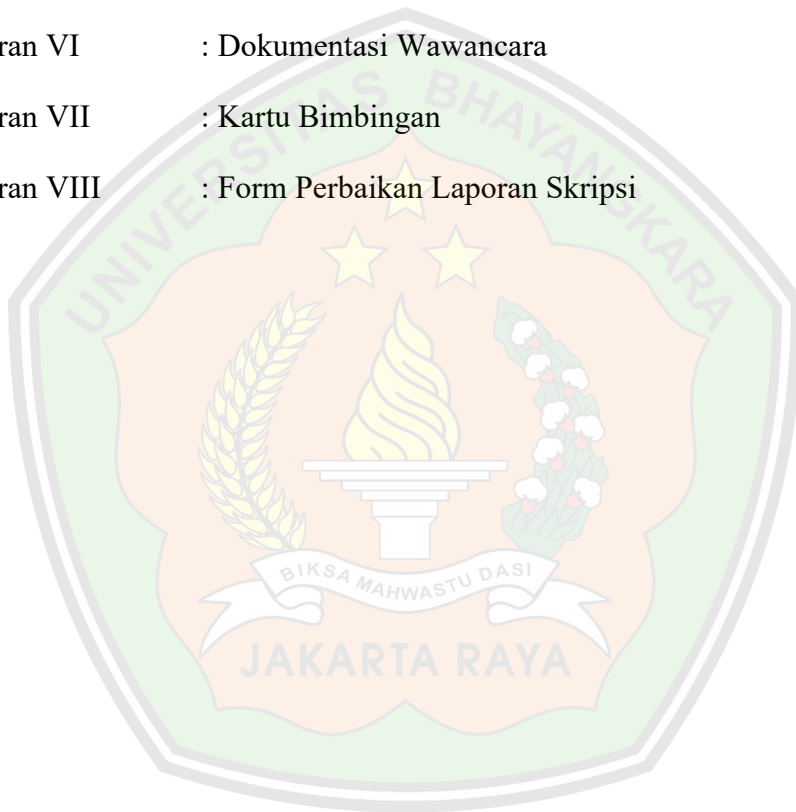 ran VI : Dokumentasi Wawancara
ran VII : Kartu Bimbingan
ran VIII : Form Perbaikan Laporan Skripsi
UNIVERSITAS BHAYANGKARA
BIKSA MAHWASTU DASI
JAKARTA RAYA